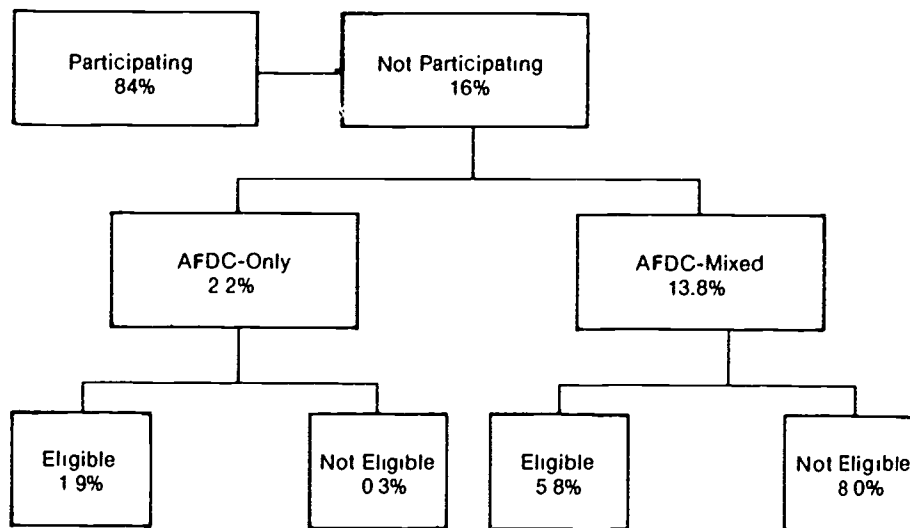 Participating
84%
Not Participating
16%
AFDC-Only
2 2%
AFDC-Mixed
13.8%
Eligible
1 9%
Not Eligible
0 3%
Eligible
5 8%
Not Eligible
8 0%